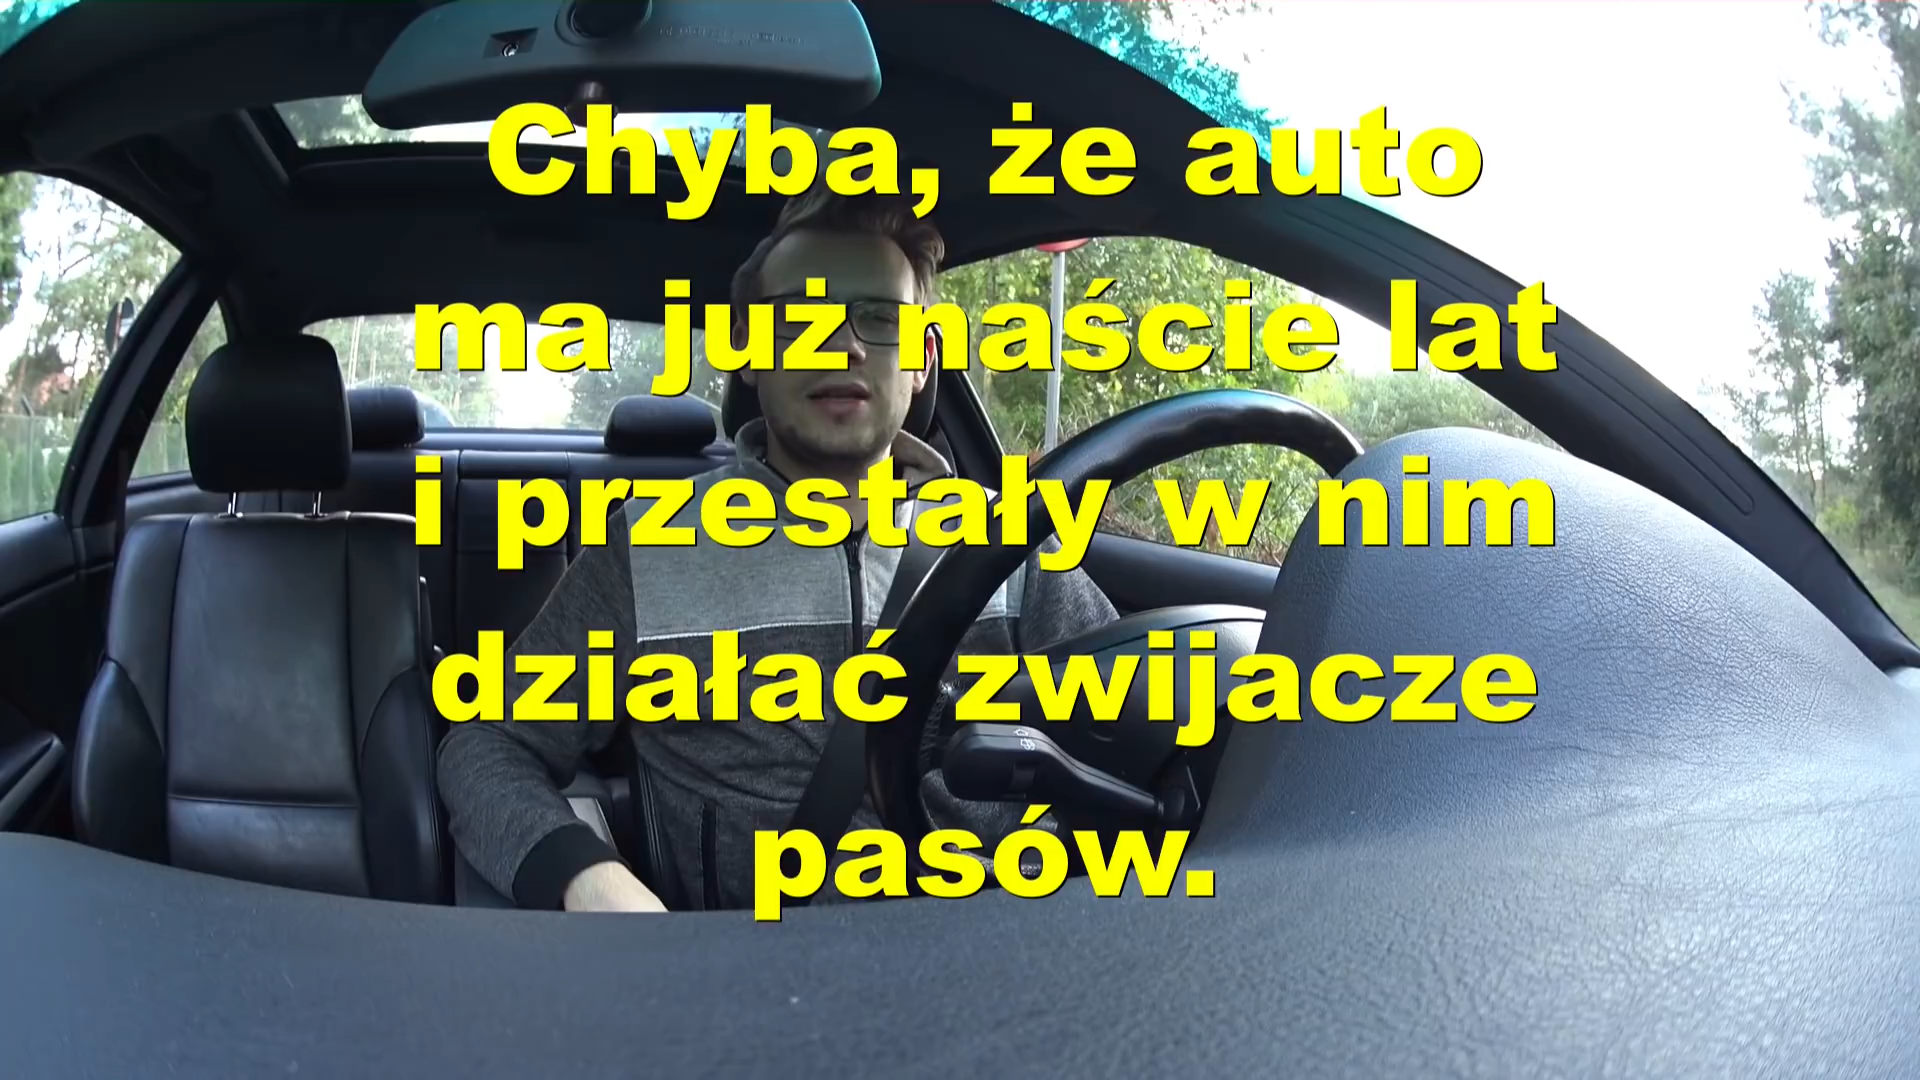 Chyba, że auto
ma już naście lat
i przestały w nim
działać zwijacze
pasów.